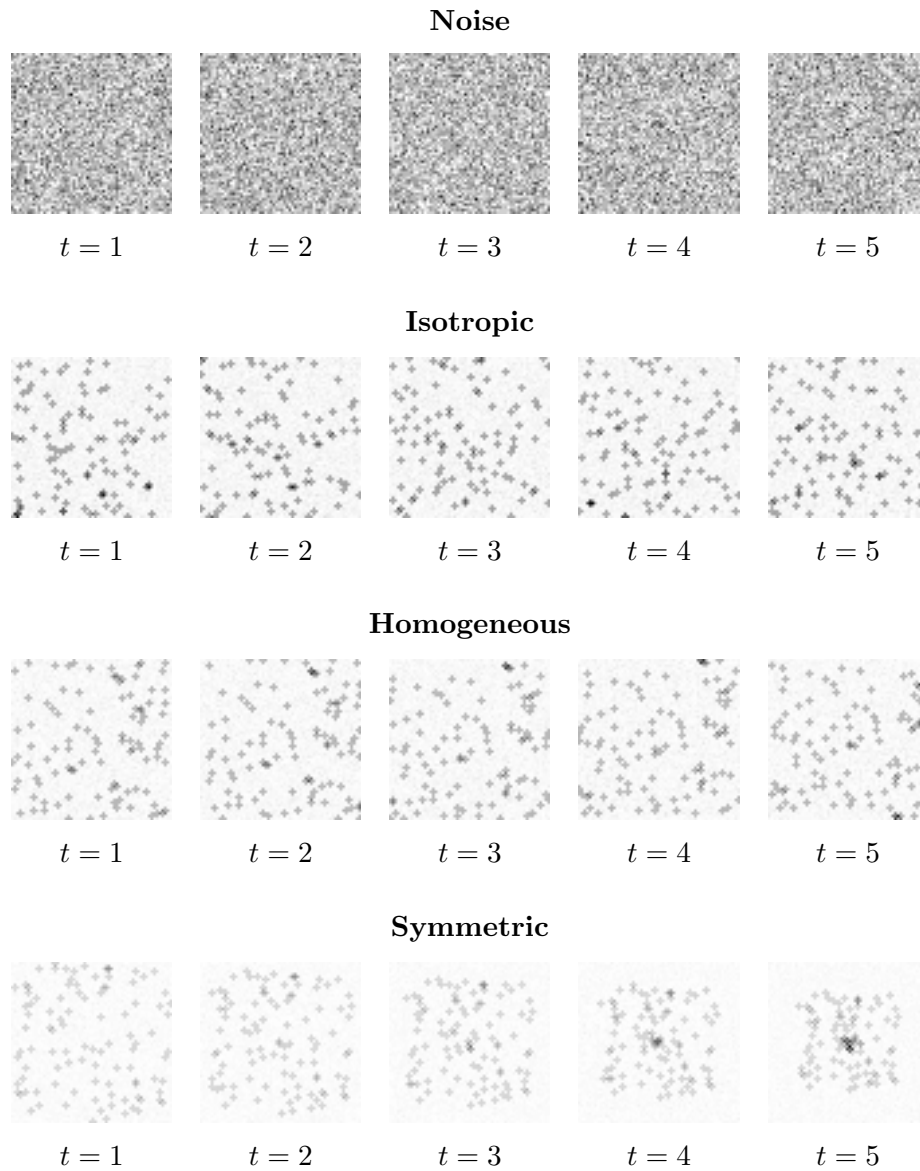 Noise
t = 1 t = 2 t = 3 t = 4 t = 5
Isotropic
t = 1 t = 2 t = 3 t = 4 t = 5
Homogeneous
t = 1 t = 2 t = 3 t = 4 t = 5
Symmetric
t = 1 t = 2 t = 3 t = 4 t = 5